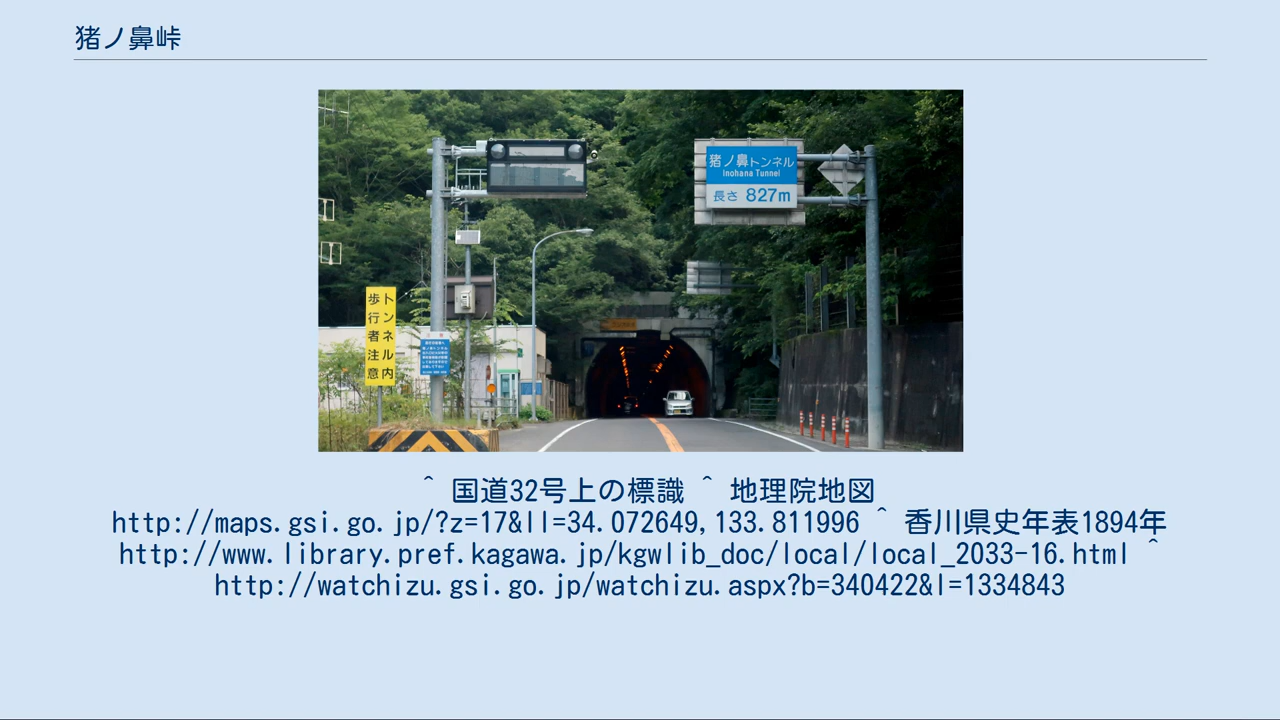 猪ノ鼻峠
猪ノ鼻トンネル
Inohana Tunnel
長さ 827m
トンネル内
歩行者注意
^ 国道32号上の標識 ^ 地理院地図
http://maps.gsi.go.jp/?z=17&ll=34.072649,133.811996 ^ 香川県史年表1894年
http://www.library.pref.kagawa.jp/kgwlib_doc/local/local_2033-16.html ^
http://watchizu.gsi.go.jp/watchizu.aspx?b=340422&l=1334843